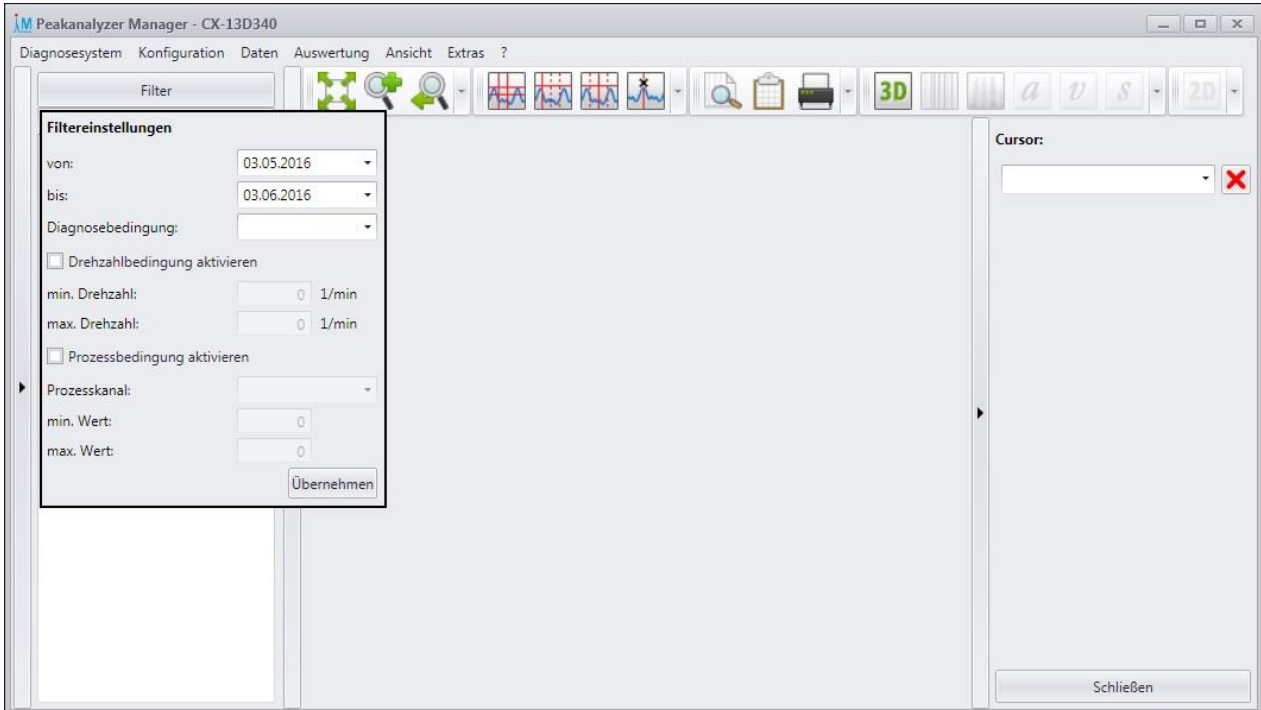 Peakanalyzer Manager - CX-13D340
Diagnosesystem Konfiguration Daten Auswertung Ansicht Extras ?
Filter
3D a v s 2D
Filtereinstellungen
von: 03.05.2016
bis: 03.06.2016
Diagnosebedingung:
Drehzahlbedingung aktivieren
min. Drehzahl: 0 1/min
max. Drehzahl: 0 1/min
Prozessbedingung aktivieren
Prozesskanal:
min. Wert: 0
max. Wert: 0
Übernehmen
Cursor:
Schließen